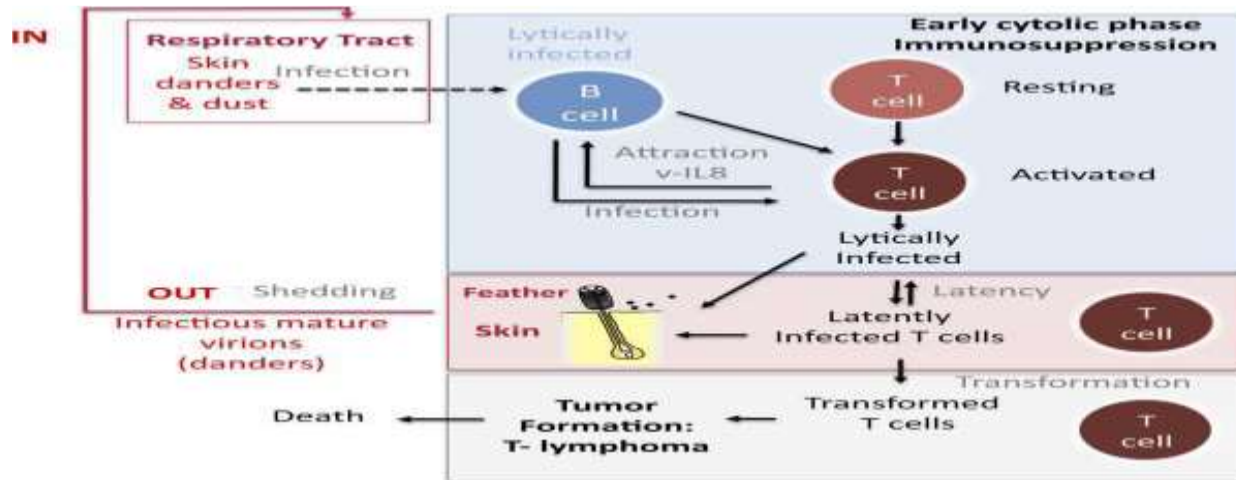 IN
Respiratory Tract
Skin
danders
& dust
Infection
Lytically
infected
B
cell
Early cytolic phase
Immunosuppression
T
cell
Resting
Attraction
v-IL8
T
cell
Activated
Infection
Lytically
Infected
OUT
Shedding
Infectious mature
virions
(danders)
Feather
Skin
Latency
Latently
Infected T cells
T
cell
Transformation
Death
Tumor
Formation:
T- lymphoma
Transformed
T cells
T
cell